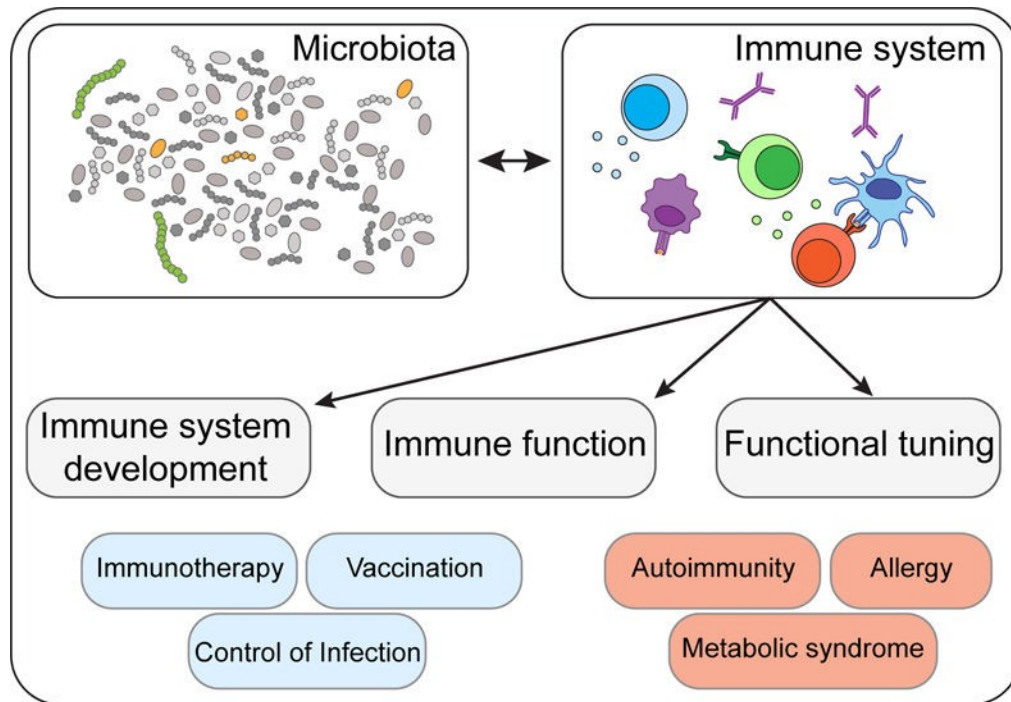 Microbiota
Immune system
Immune system
development
Immune function
Functional tuning
Immunotherapy
Vaccination
Control of Infection
Autoimmunity
Allergy
Metabolic syndrome